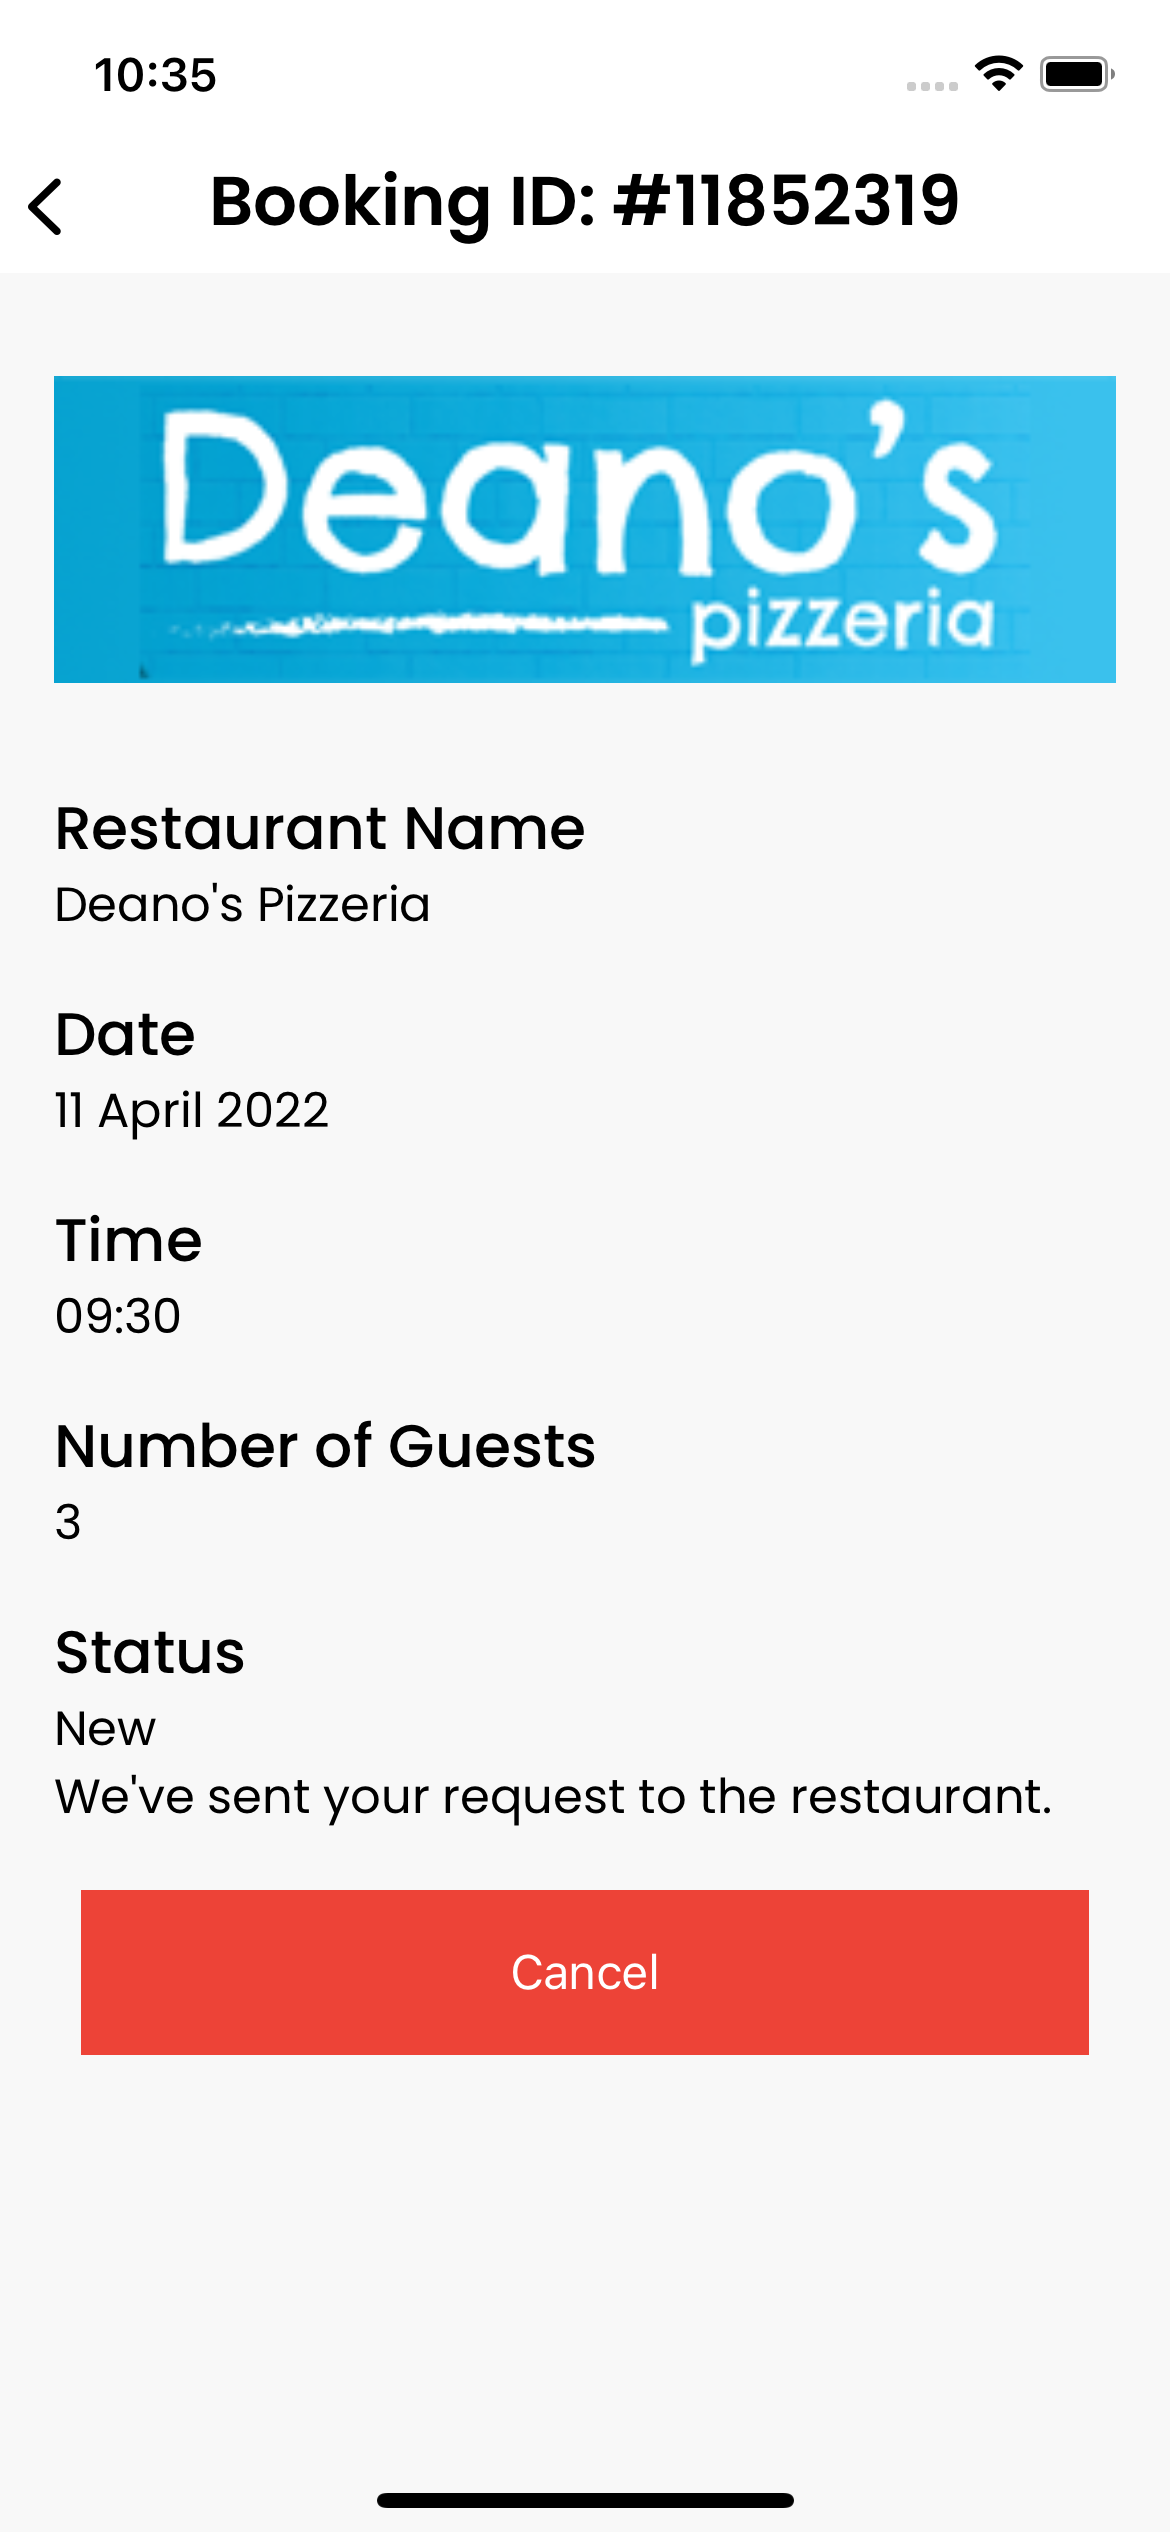 10:35
Booking ID: #11852319
Deano's
pizzeria
Restaurant Name
Deano's Pizzeria
Date
11 April 2022
Time
09:30
Number of Guests
3
Status
New
We've sent your request to the restaurant.
Cancel